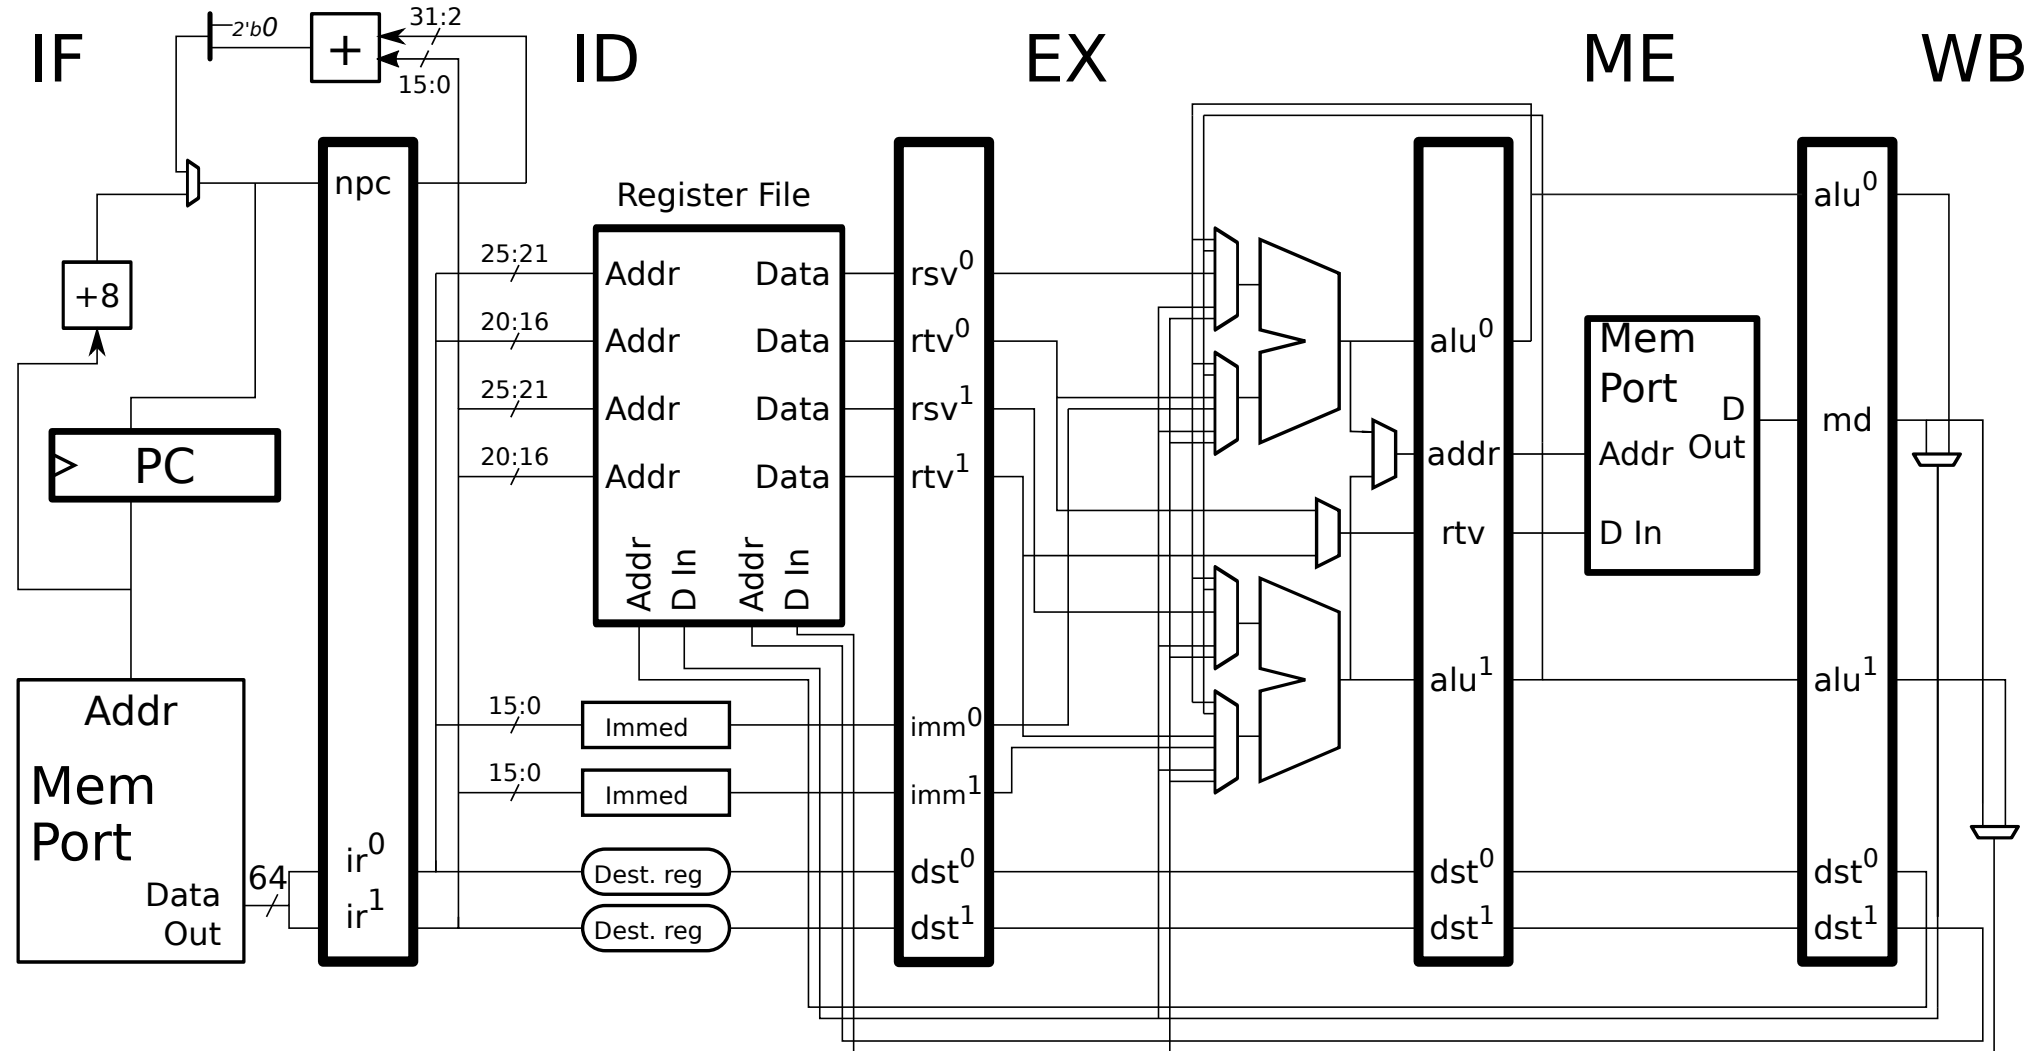 IF
ID
EX
ME
WB
2'b0
+
31:2
15:0
npc
+8
PC
Addr
Mem
Port
Data
Out
64
ir⁰
ir¹
Register File
25:21
Addr
Data
20:16
Addr
Data
25:21
Addr
Data
20:16
Addr
Data
Addr
D In
Addr
D In
15:0
Immed
15:0
Immed
Dest. reg
Dest. reg
rsv⁰
rtv⁰
rsv¹
rtv¹
imm⁰
imm¹
dst⁰
dst¹
alu⁰
addr
rtv
alu¹
dst⁰
dst¹
Mem
Port
D
Addr Out
D In
alu⁰
md
alu¹
dst⁰
dst¹